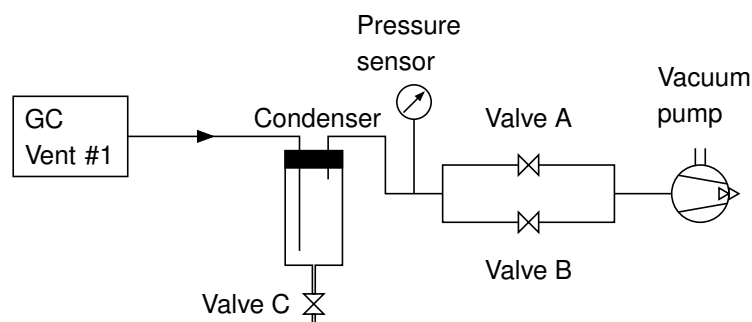 Pressure
sensor
Vacuum
pump
GC
Vent #1
Condenser
Valve A
Valve B
Valve C